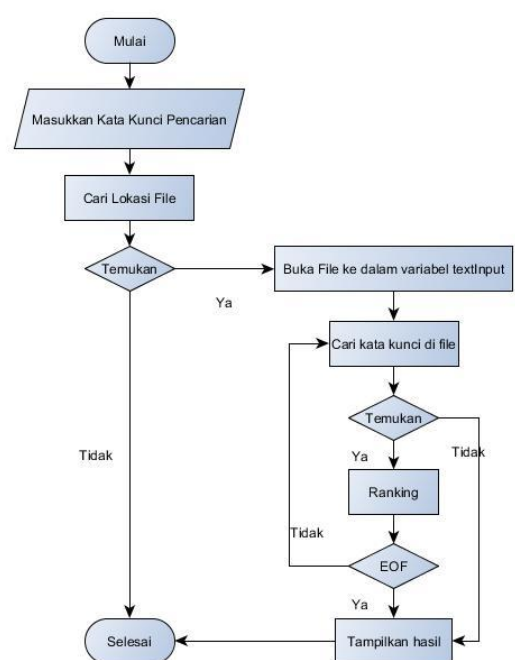 Mulai
Masukkan Kata Kunci Pencarian
Cari Lokasi File
Temukan
Ya
Buka File ke dalam variabel textInput
Cari kata kunci di file
Temukan
Ya
Tidak
Ranking
Tidak
EOF
Ya
Tampilkan hasil
Tidak
Selesai